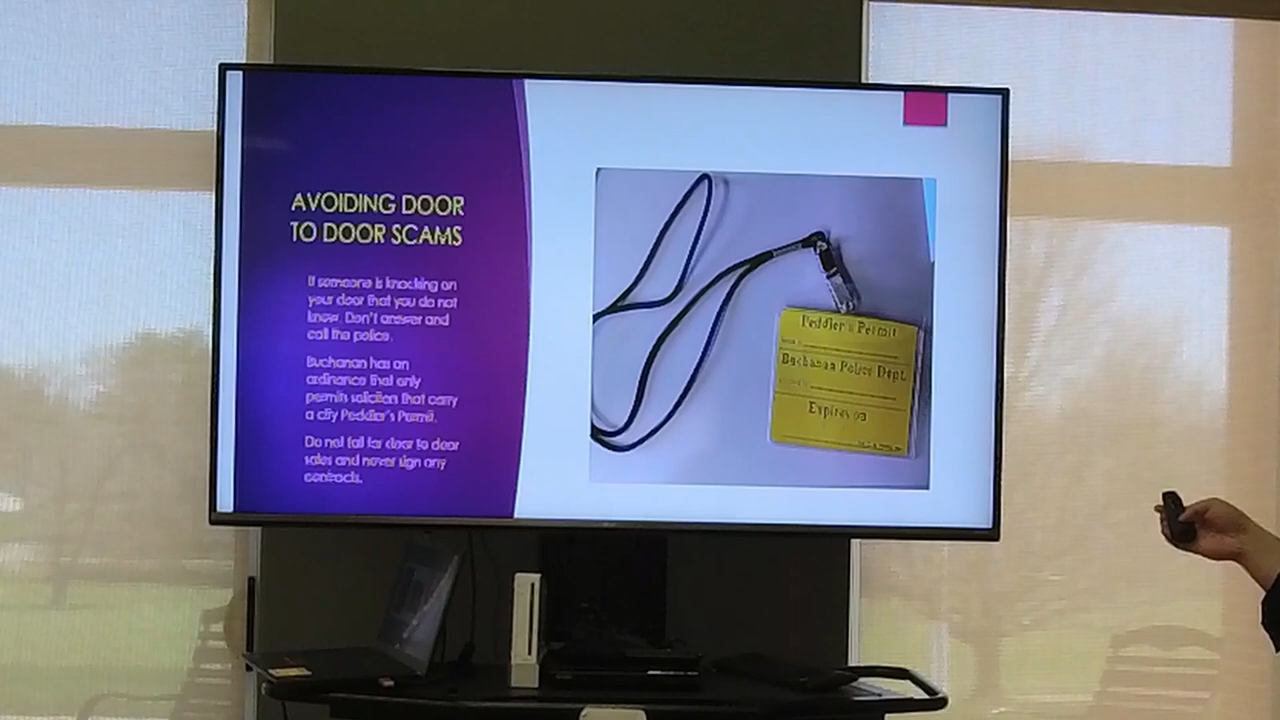 AVOIDING DOOR
TO DOOR SCAMS
If someone is knocking on
your door that you do not
know. Don't answer and
call the police.
Buchanan has an
ordinance that only
permits solicitors that carry
a city Peddler's Permit.
Do not fall for door to door
sales and never sign any
contracts.
Peddler's Permit
Buchanan Police Dept.
Expires on